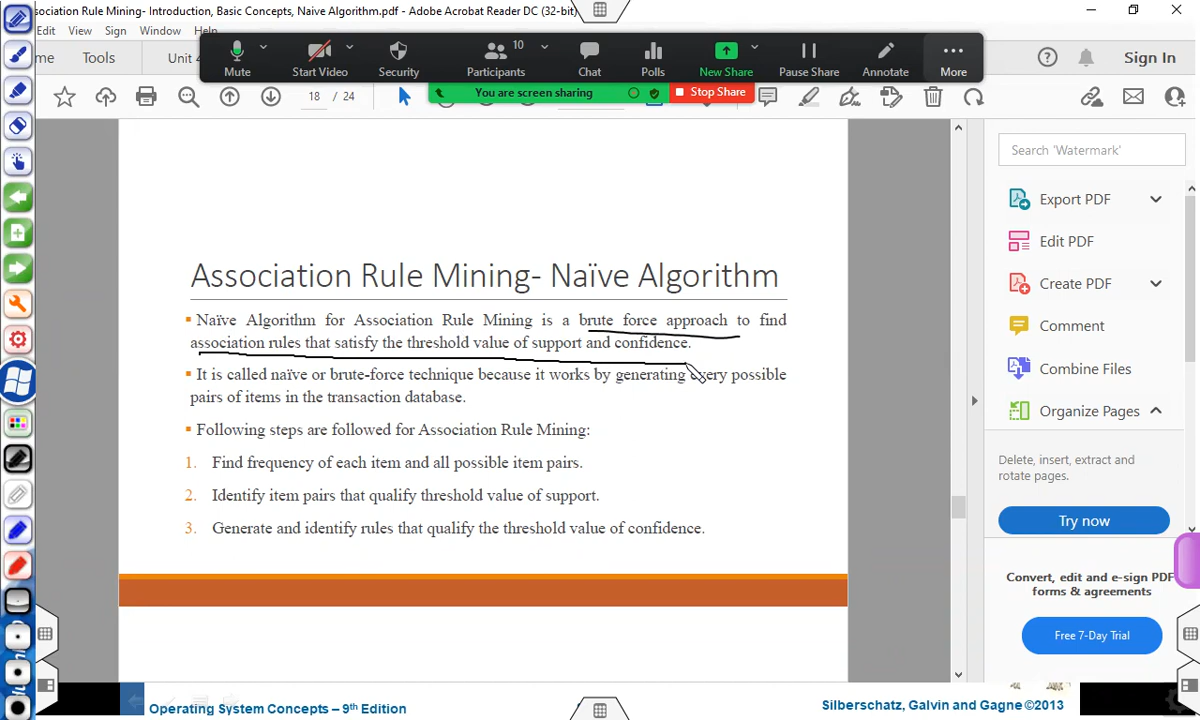 sociation Rule Mining- Introduction, Basic Concepts, Naive Algorithm.pdf - Adobe Acrobat Reader DC (32-bit)
Edit View Sign Window Help
me Tools Unit 4
Mute Start Video Security Participants 10 Chat Polls New Share Pause Share Annotate More
Sign In
You are screen sharing Stop Share
18 / 24
Search 'Watermark'
Export PDF
Edit PDF
Create PDF
Comment
Combine Files
Organize Pages
Delete, insert, extract and
rotate pages.
Try now
Convert, edit and e-sign PDF
forms & agreements
Free 7-Day Trial
Association Rule Mining- Naïve Algorithm
▪ Naïve Algorithm for Association Rule Mining is a brute force approach to find
association rules that satisfy the threshold value of support and confidence.
▪ It is called naïve or brute-force technique because it works by generating every possible
pairs of items in the transaction database.
▪ Following steps are followed for Association Rule Mining:
1. Find frequency of each item and all possible item pairs.
2. Identify item pairs that qualify threshold value of support.
3. Generate and identify rules that qualify the threshold value of confidence.
Operating System Concepts – 9th Edition
Silberschatz, Galvin and Gagne ©2013